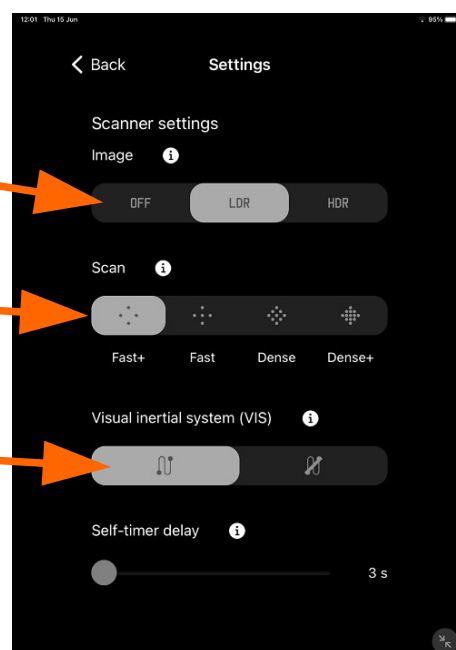 12:01 Thu 15 Jun 95%
Back Settings
Scanner settings
Image i
OFF LDR HDR
Scan i
Fast+ Fast Dense Dense+
Visual inertial system (VIS) i
Self-timer delay i
3 s